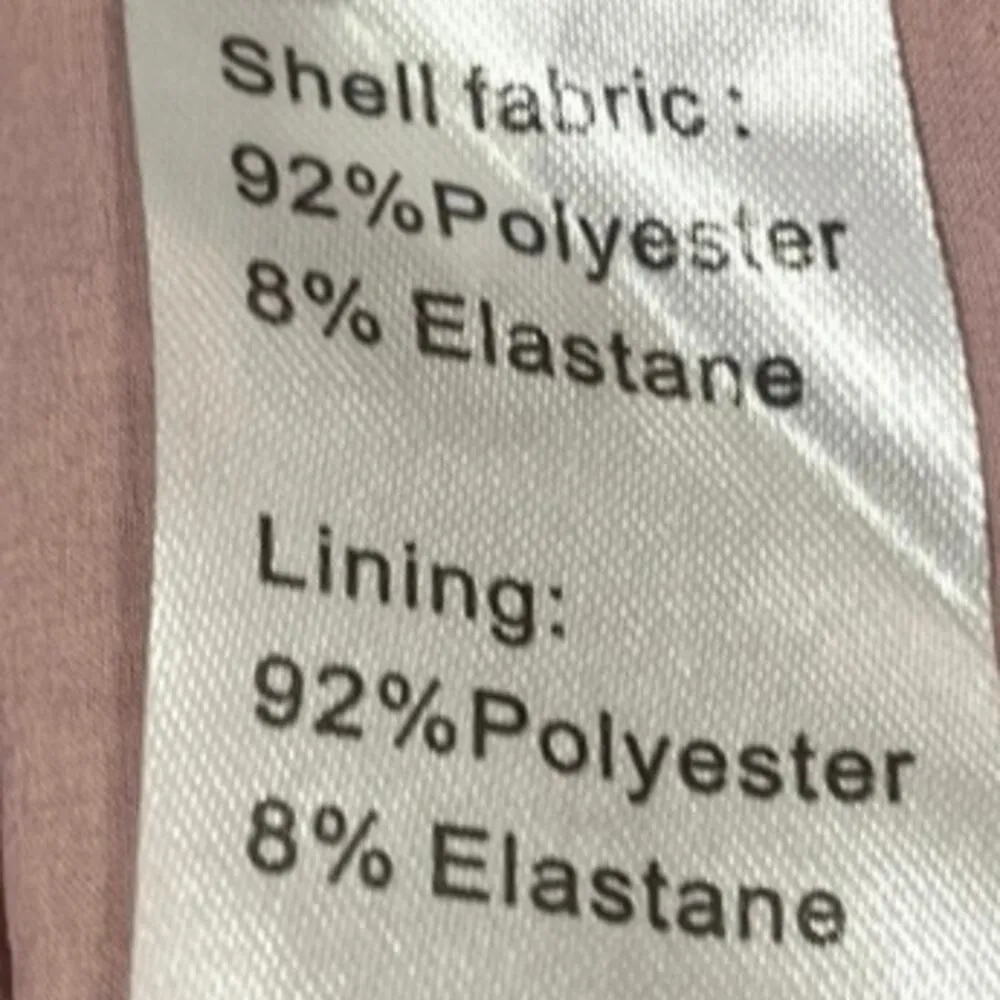 Shell fabric :
92%Polyester
8% Elastane
Lining:
92%Polyester
8% Elastane